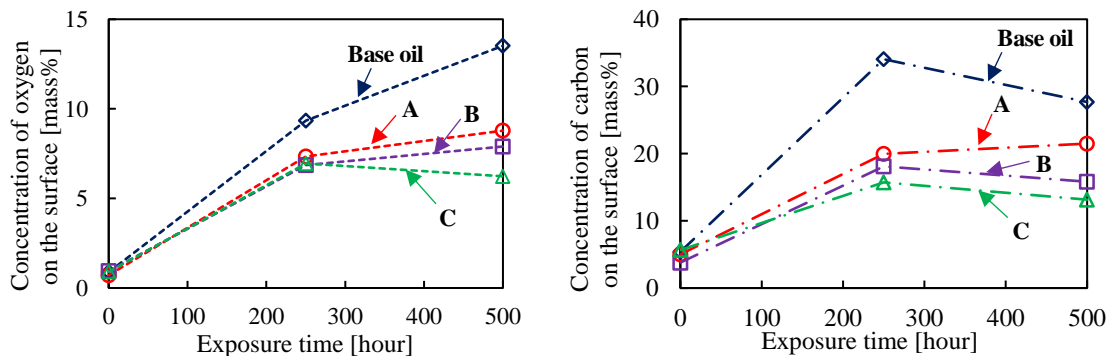 Concentration of oxygen
on the surface [mass%]
15
10
5
0
Base oil
A
B
C
0 100 200 300 400 500
Exposure time [hour]
Concentration of carbon
on the surface [mass%]
40
30
20
10
0
Base oil
A
B
C
0 100 200 300 400 500
Exposure time [hour]